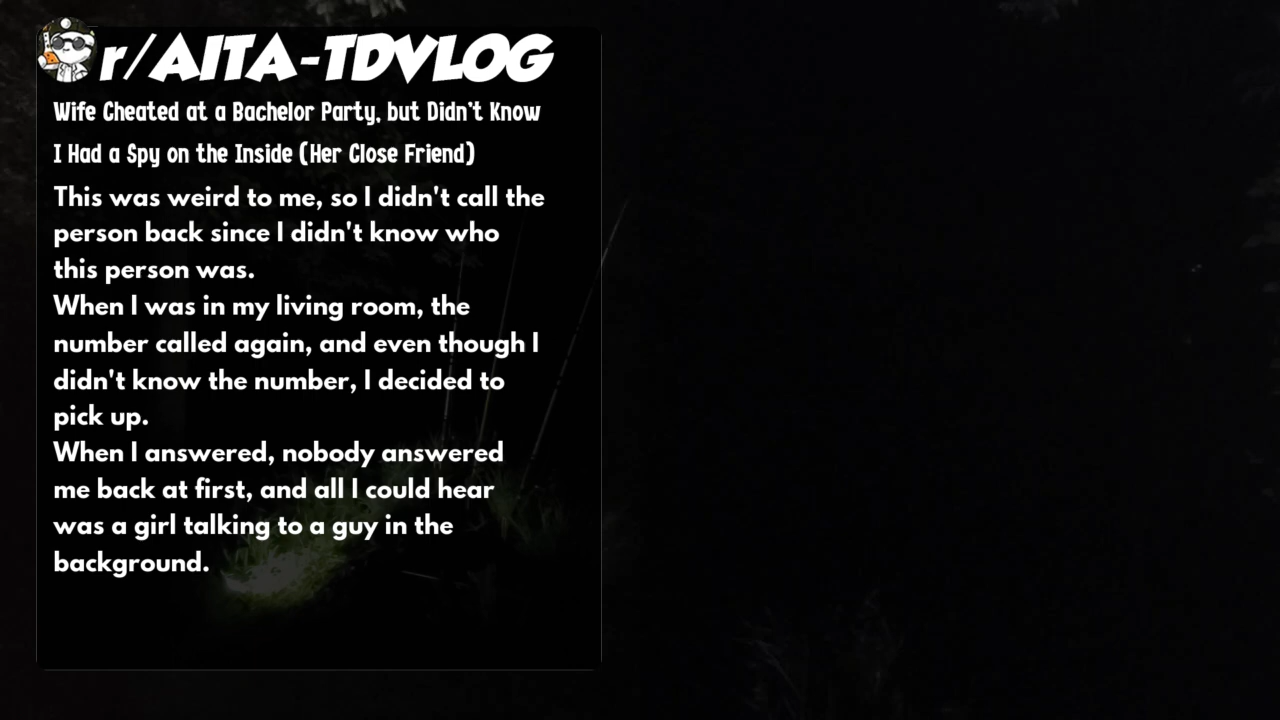 r/AITA-TDVLOG
Wife Cheated at a Bachelor Party, but Didn't Know
I Had a Spy on the Inside (Her Close Friend)
This was weird to me, so I didn't call the
person back since I didn't know who
this person was.
When I was in my living room, the
number called again, and even though I
didn't know the number, I decided to
pick up.
When I answered, nobody answered
me back at first, and all I could hear
was a girl talking to a guy in the
background.